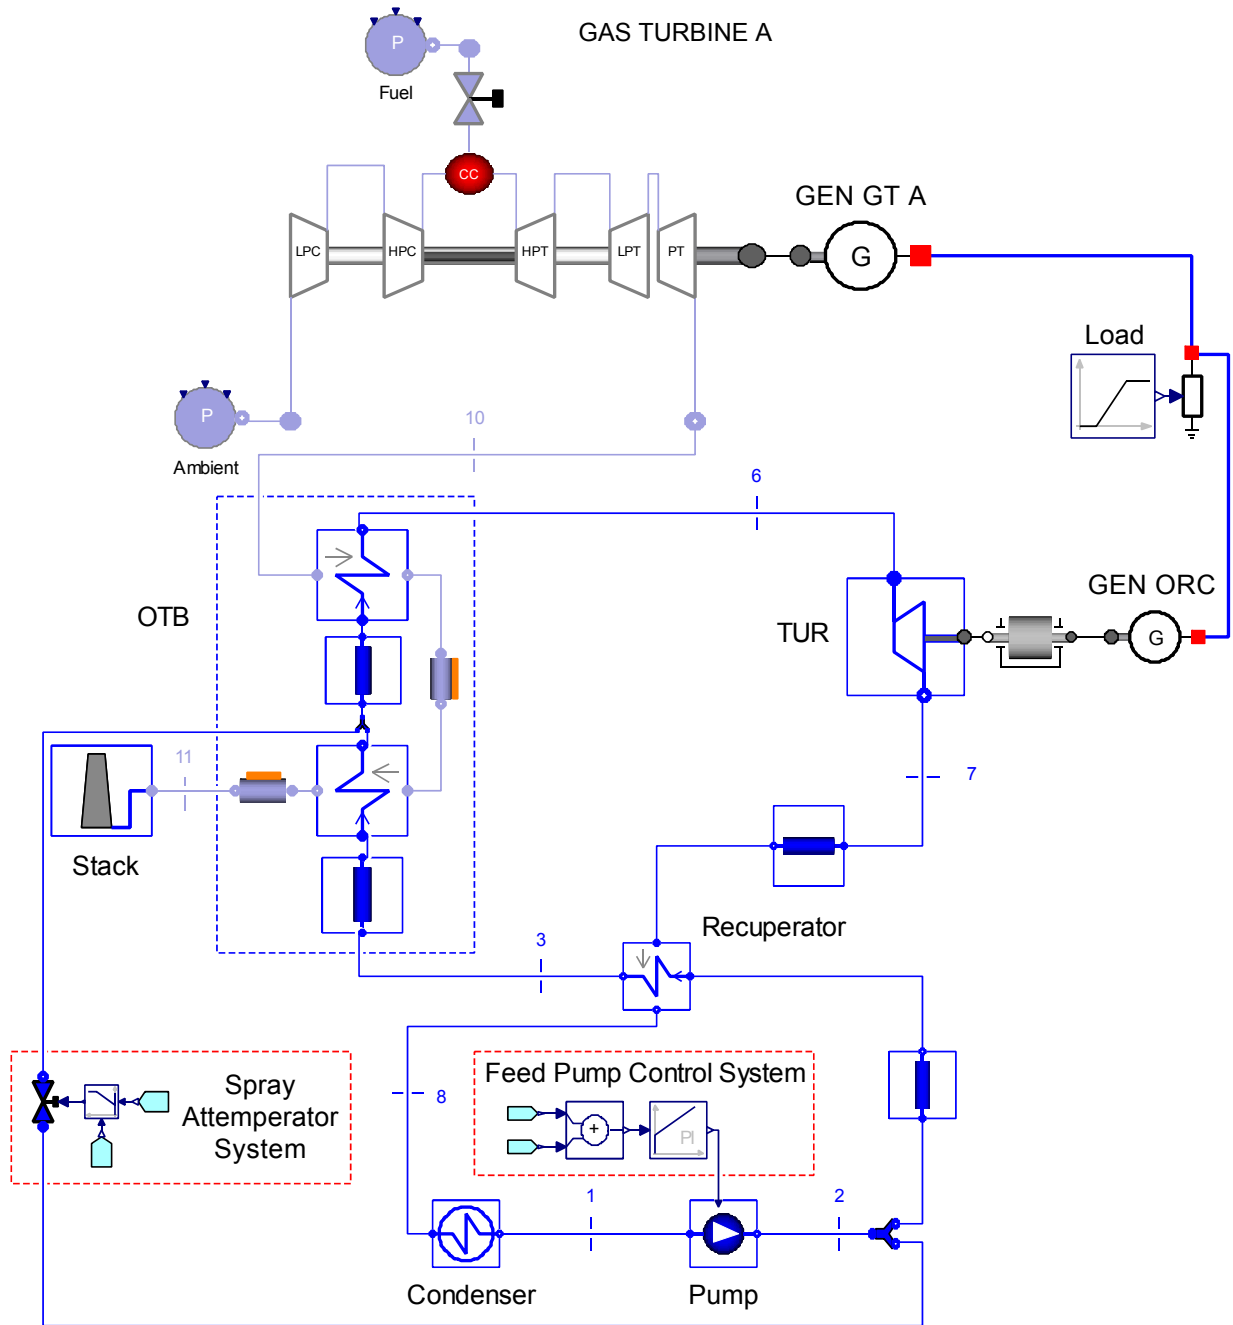 GAS TURBINE A
P
Fuel
CC
GEN GT A
LPC
HPC
HPT
LPT
PT
G
Load
P
Ambient
10
6
OTB
TUR
GEN ORC
G
11
7
Stack
Recuperator
3
Spray
Attemperator
System
8
Feed Pump Control System
+
PI
1
2
Condenser
Pump